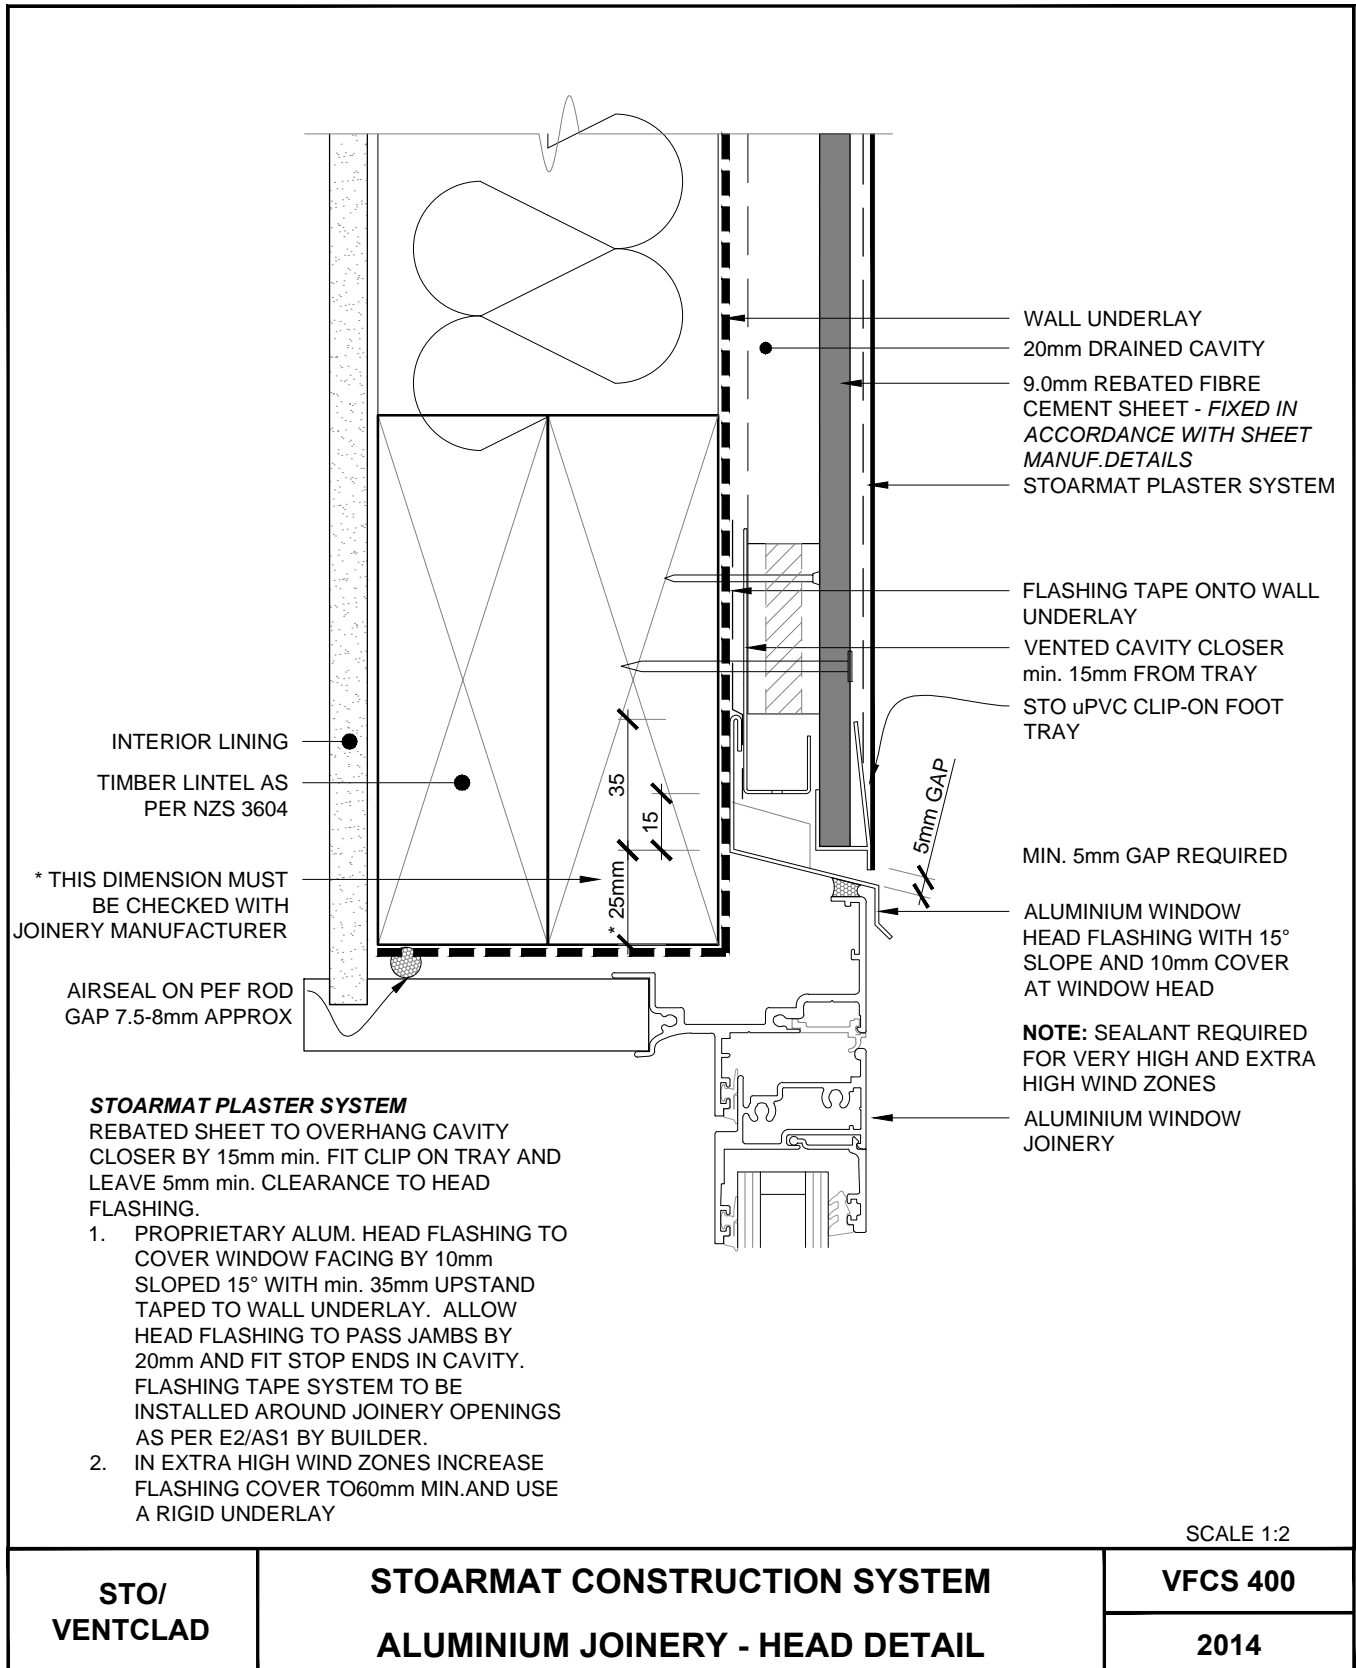 WALL UNDERLAY
20mm DRAINED CAVITY
9.0mm REBATED FIBRE
CEMENT SHEET - FIXED IN
ACCORDANCE WITH SHEET
MANUF.DETAILS
STOARMAT PLASTER SYSTEM
FLASHING TAPE ONTO WALL
UNDERLAY
VENTED CAVITY CLOSER
min. 15mm FROM TRAY
STO uPVC CLIP-ON FOOT
TRAY
5mm GAP
MIN. 5mm GAP REQUIRED
ALUMINIUM WINDOW
HEAD FLASHING WITH 15°
SLOPE AND 10mm COVER
AT WINDOW HEAD
NOTE: SEALANT REQUIRED
FOR VERY HIGH AND EXTRA
HIGH WIND ZONES
ALUMINIUM WINDOW
JOINERY
INTERIOR LINING
TIMBER LINTEL AS
PER NZS 3604
35
15
* 25mm
* THIS DIMENSION MUST
BE CHECKED WITH
JOINERY MANUFACTURER
AIRSEAL ON PEF ROD
GAP 7.5-8mm APPROX
STOARMAT PLASTER SYSTEM
REBATED SHEET TO OVERHANG CAVITY
CLOSER BY 15mm min. FIT CLIP ON TRAY AND
LEAVE 5mm min. CLEARANCE TO HEAD
FLASHING.
1. PROPRIETARY ALUM. HEAD FLASHING TO
COVER WINDOW FACING BY 10mm
SLOPED 15° WITH min. 35mm UPSTAND
TAPED TO WALL UNDERLAY. ALLOW
HEAD FLASHING TO PASS JAMBS BY
20mm AND FIT STOP ENDS IN CAVITY.
FLASHING TAPE SYSTEM TO BE
INSTALLED AROUND JOINERY OPENINGS
AS PER E2/AS1 BY BUILDER.
2. IN EXTRA HIGH WIND ZONES INCREASE
FLASHING COVER TO60mm MIN.AND USE
A RIGID UNDERLAY
SCALE 1:2
STO/
VENTCLAD
STOARMAT CONSTRUCTION SYSTEM
ALUMINIUM JOINERY - HEAD DETAIL
VFCS 400
2014